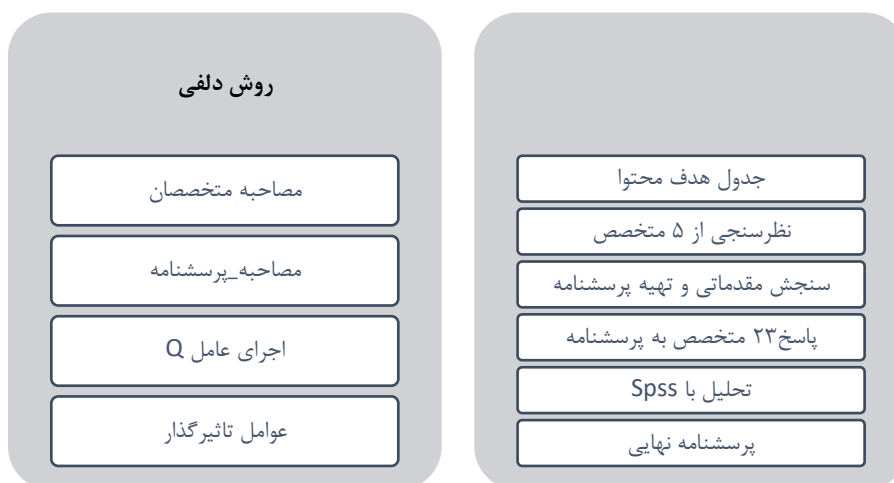 جدول هدف محتوا
نظرسنجی از ۵ متخصص
سنجش مقدماتی و تهیه پرسشنامه
پاسخ۲۳ متخصص به پرسشنامه
تحلیل با Spss
پرسشنامه نهایی
روش دلفی
مصاحبه متخصصان
مصاحبه_پرسشنامه
اجرای عامل Q
عوامل تاثیرگذار